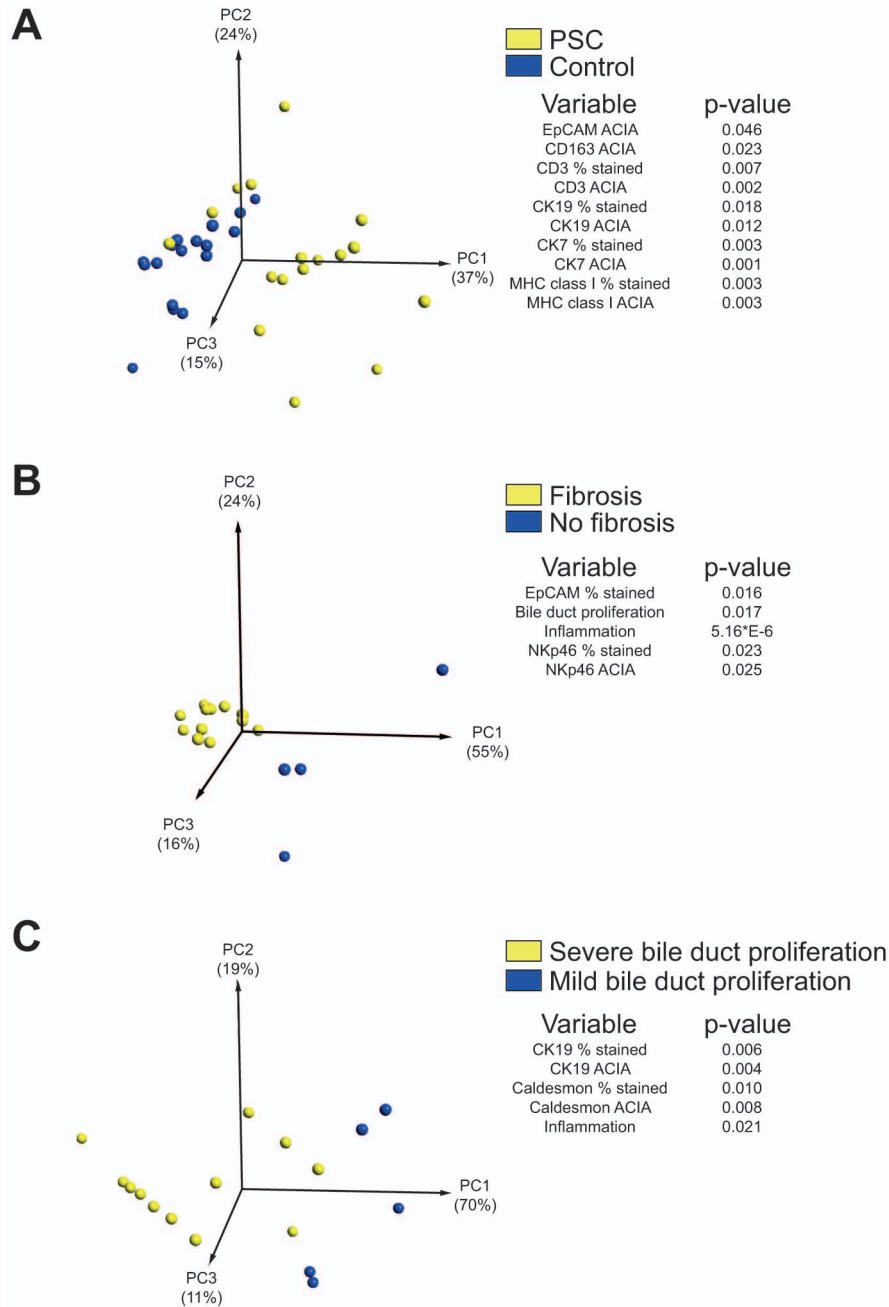 A
PC2
(24%)
PSC
Control
Variable p-value
EpCAM ACIA 0.046
CD163 ACIA 0.023
CD3 % stained 0.007
CD3 ACIA 0.002
CK19 % stained 0.018
CK19 ACIA 0.012
CK7 % stained 0.003
CK7 ACIA 0.001
MHC class I % stained 0.003
MHC class I ACIA 0.003
PC1
(37%)
PC3
(15%)
B
PC2
(24%)
Fibrosis
No fibrosis
Variable p-value
EpCAM % stained 0.016
Bile duct proliferation 0.017
Inflammation 5.16*E-6
NKp46 % stained 0.023
NKp46 ACIA 0.025
PC1
(55%)
PC3
(16%)
C
PC2
(19%)
Severe bile duct proliferation
Mild bile duct proliferation
Variable p-value
CK19 % stained 0.006
CK19 ACIA 0.004
Caldesmon % stained 0.010
Caldesmon ACIA 0.008
Inflammation 0.021
PC1
(70%)
PC3
(11%)